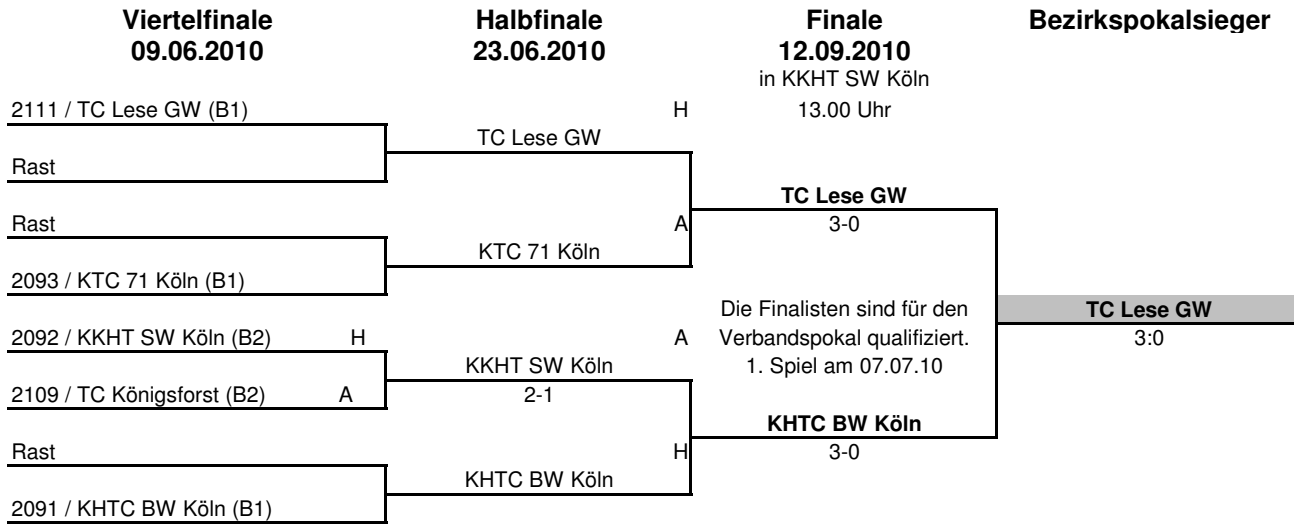 Viertelfinale Halbfinale Finale Bezirkspokalsieger
09.06.2010 23.06.2010 12.09.2010
in KKHT SW Köln
2111 / TC Lese GW (B1) H 13.00 Uhr
TC Lese GW
Rast
TC Lese GW
Rast A 3-0
KTC 71 Köln
2093 / KTC 71 Köln (B1)
Die Finalisten sind für den TC Lese GW
2092 / KKHT SW Köln (B2) H A Verbandspokal qualifiziert. 3:0
KKHT SW Köln 1. Spiel am 07.07.10
2109 / TC Königsforst (B2) A 2-1
KHTC BW Köln
Rast H 3-0
KHTC BW Köln
2091 / KHTC BW Köln (B1)